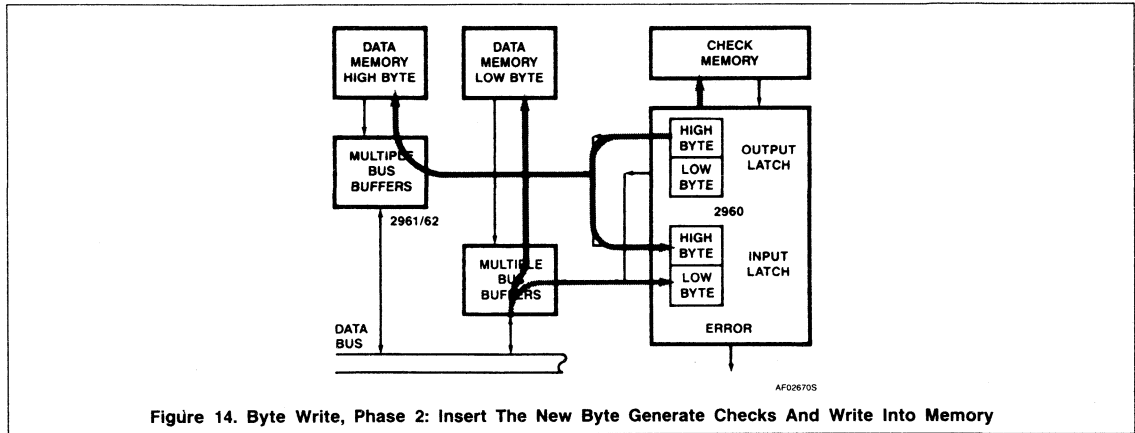 DATA
MEMORY
HIGH BYTE
DATA
MEMORY
LOW BYTE
CHECK
MEMORY
MULTIPLE
BUS
BUFFERS
2961/62
HIGH
BYTE
LOW
BYTE
OUTPUT
LATCH
2960
HIGH
BYTE
LOW
BYTE
INPUT
LATCH
MULTIPLE
BUS
BUFFERS
ERROR
DATA
BUS
AF02670S
Figure 14. Byte Write, Phase 2: Insert The New Byte Generate Checks And Write Into Memory